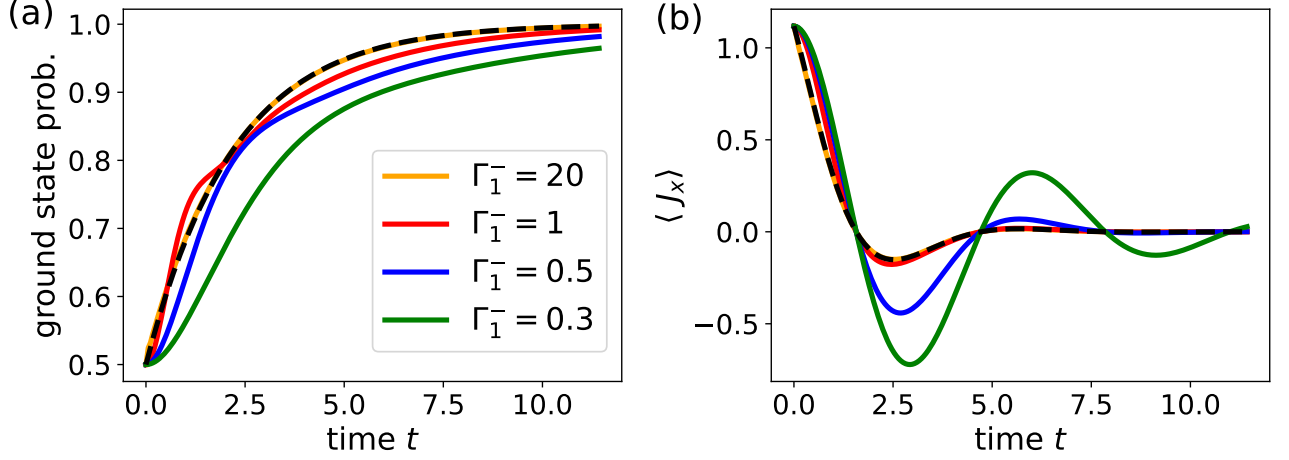 (a)
ground state prob.
1.0
0.9
0.8
0.7
0.6
0.5
0.0 2.5 5.0 7.5 10.0
time t
Γ₁⁻ = 20
Γ₁⁻ = 1
Γ₁⁻ = 0.5
Γ₁⁻ = 0.3
(b)
⟨ Jₓ⟩
1.0
0.5
0.0
−0.5
0.0 2.5 5.0 7.5 10.0
time t